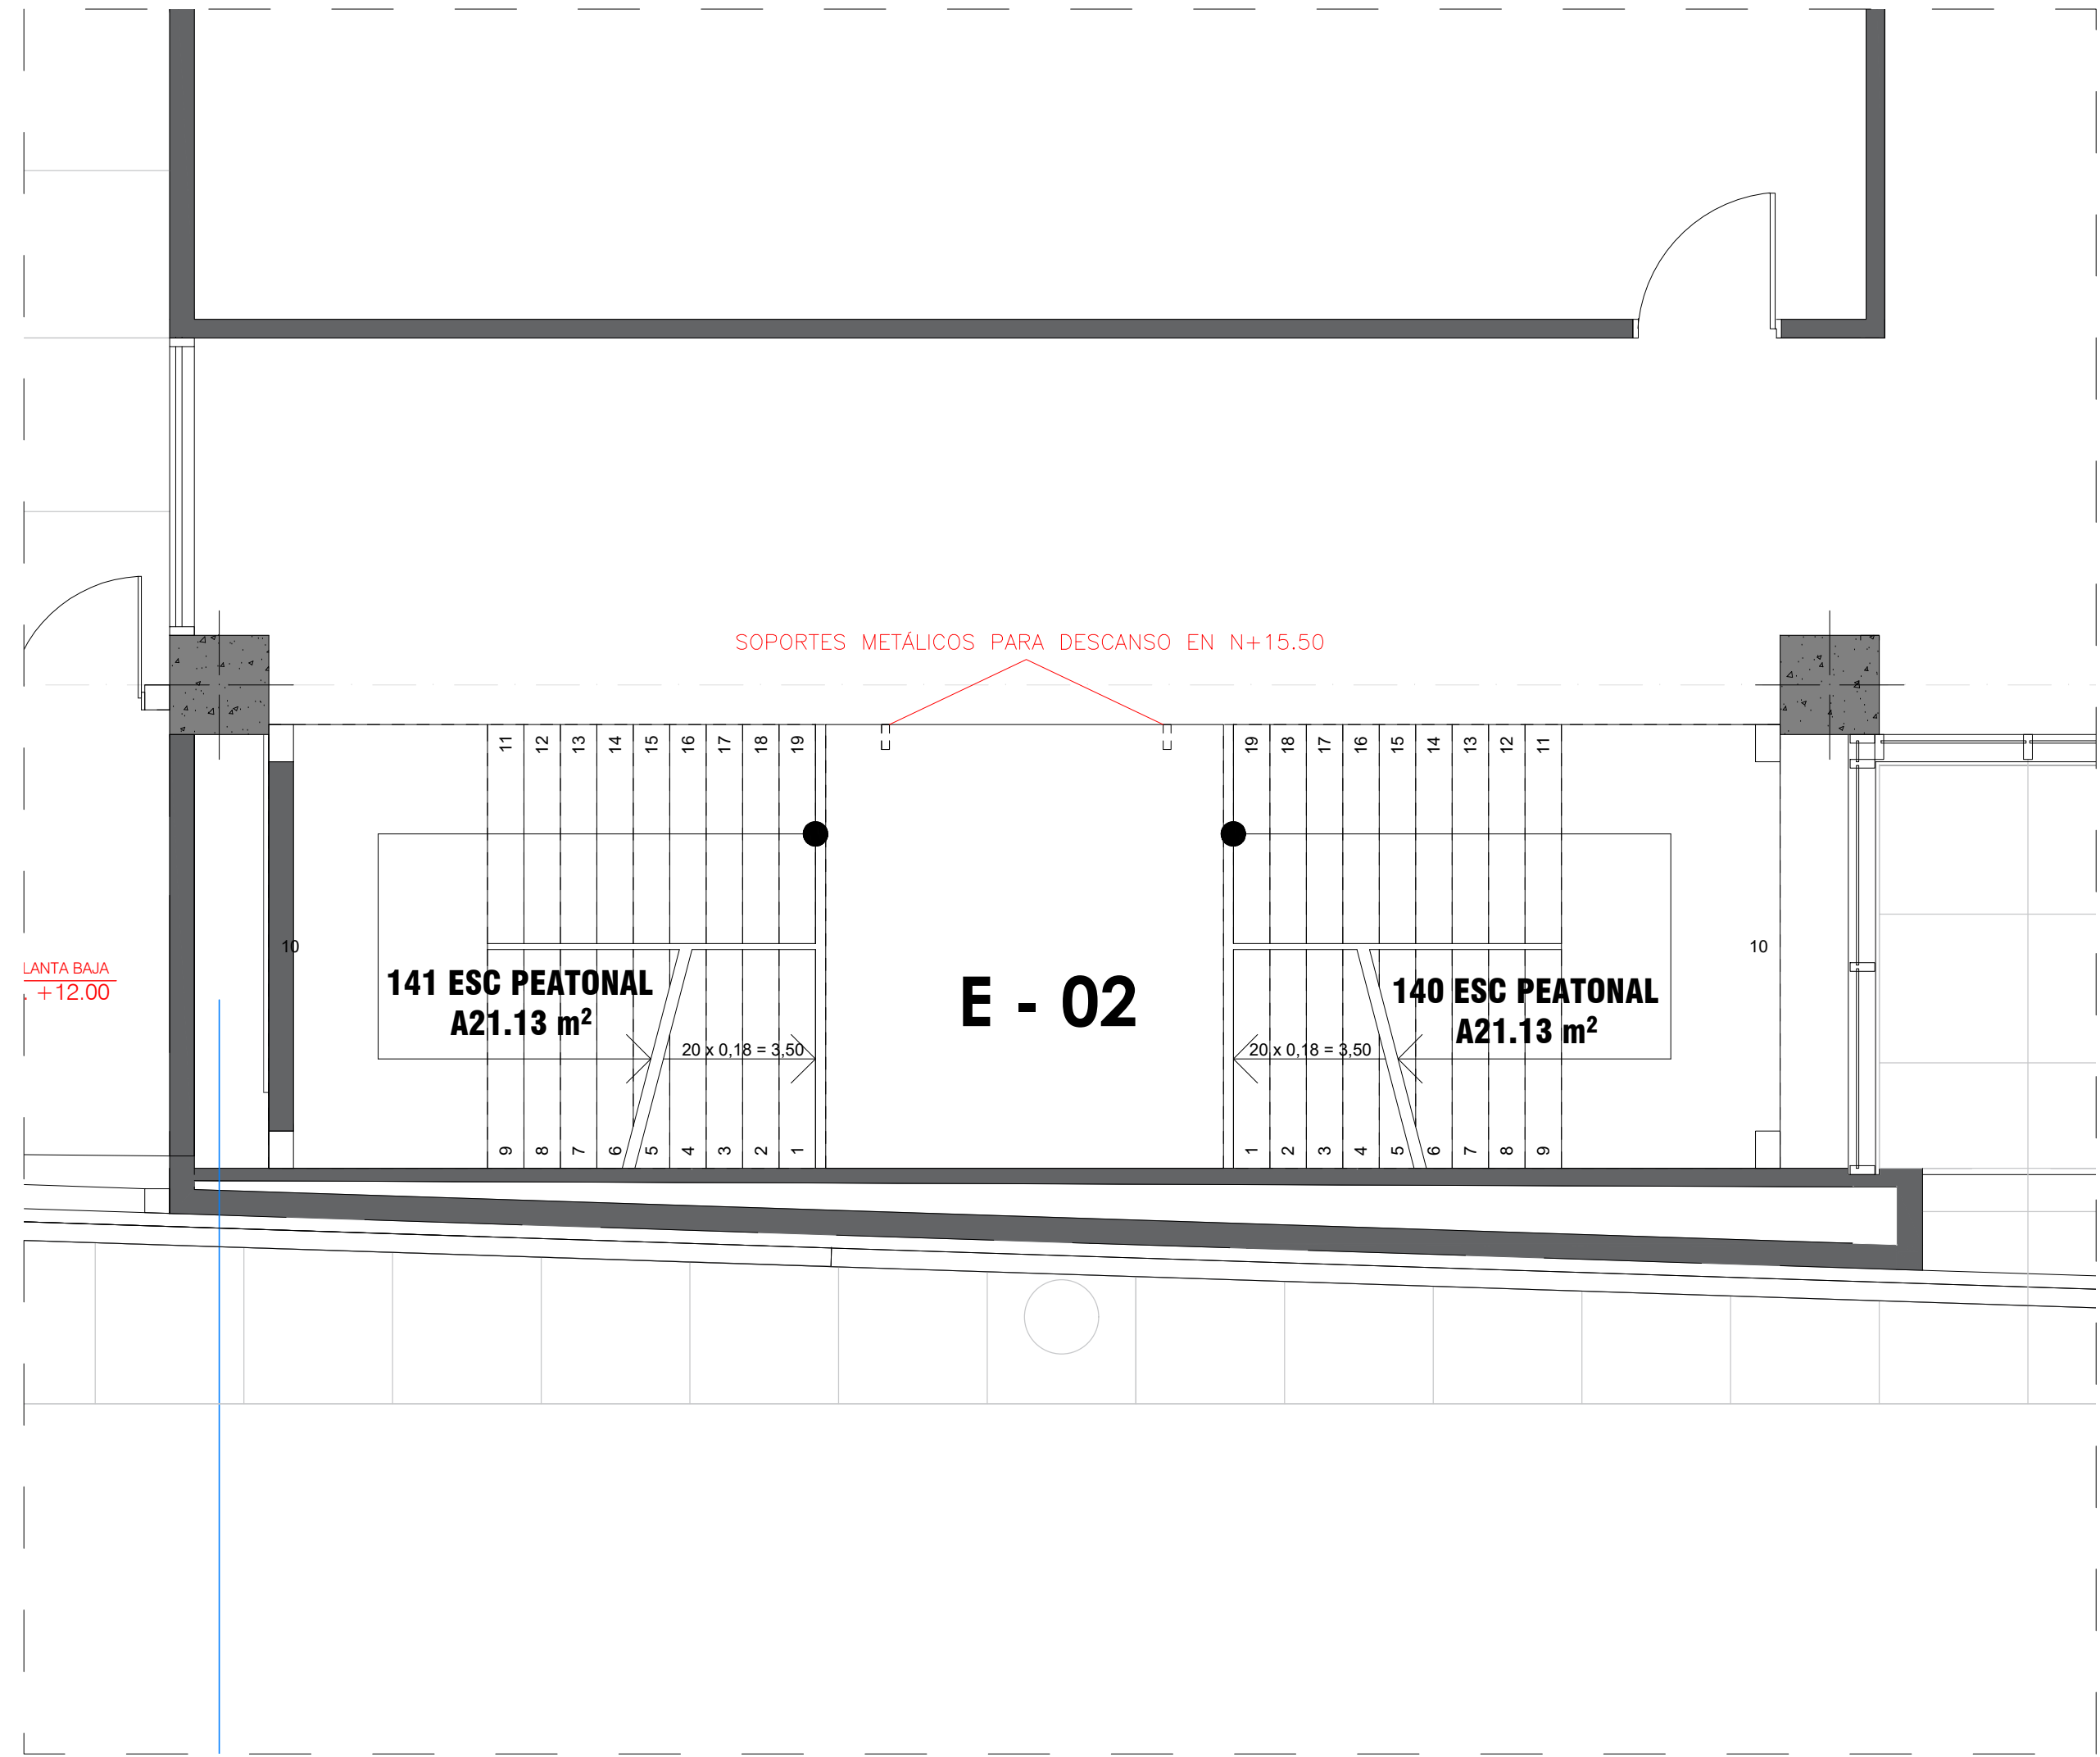 SOPORTES METÁLICOS PARA DESCANSO EN N+15.50
11 12 13 14 15 16 17 18 19
19 18 17 16 15 14 13 12 11
10
10
LANTA BAJA
+12.00
141 ESC PEATONAL
A21.13 m²
E - 02
140 ESC PEATONAL
A21.13 m²
20 x 0,18 = 3,50
20 x 0,18 = 3,50
9 8 7 6 5 4 3 2 1
1 2 3 4 5 6 7 8 9